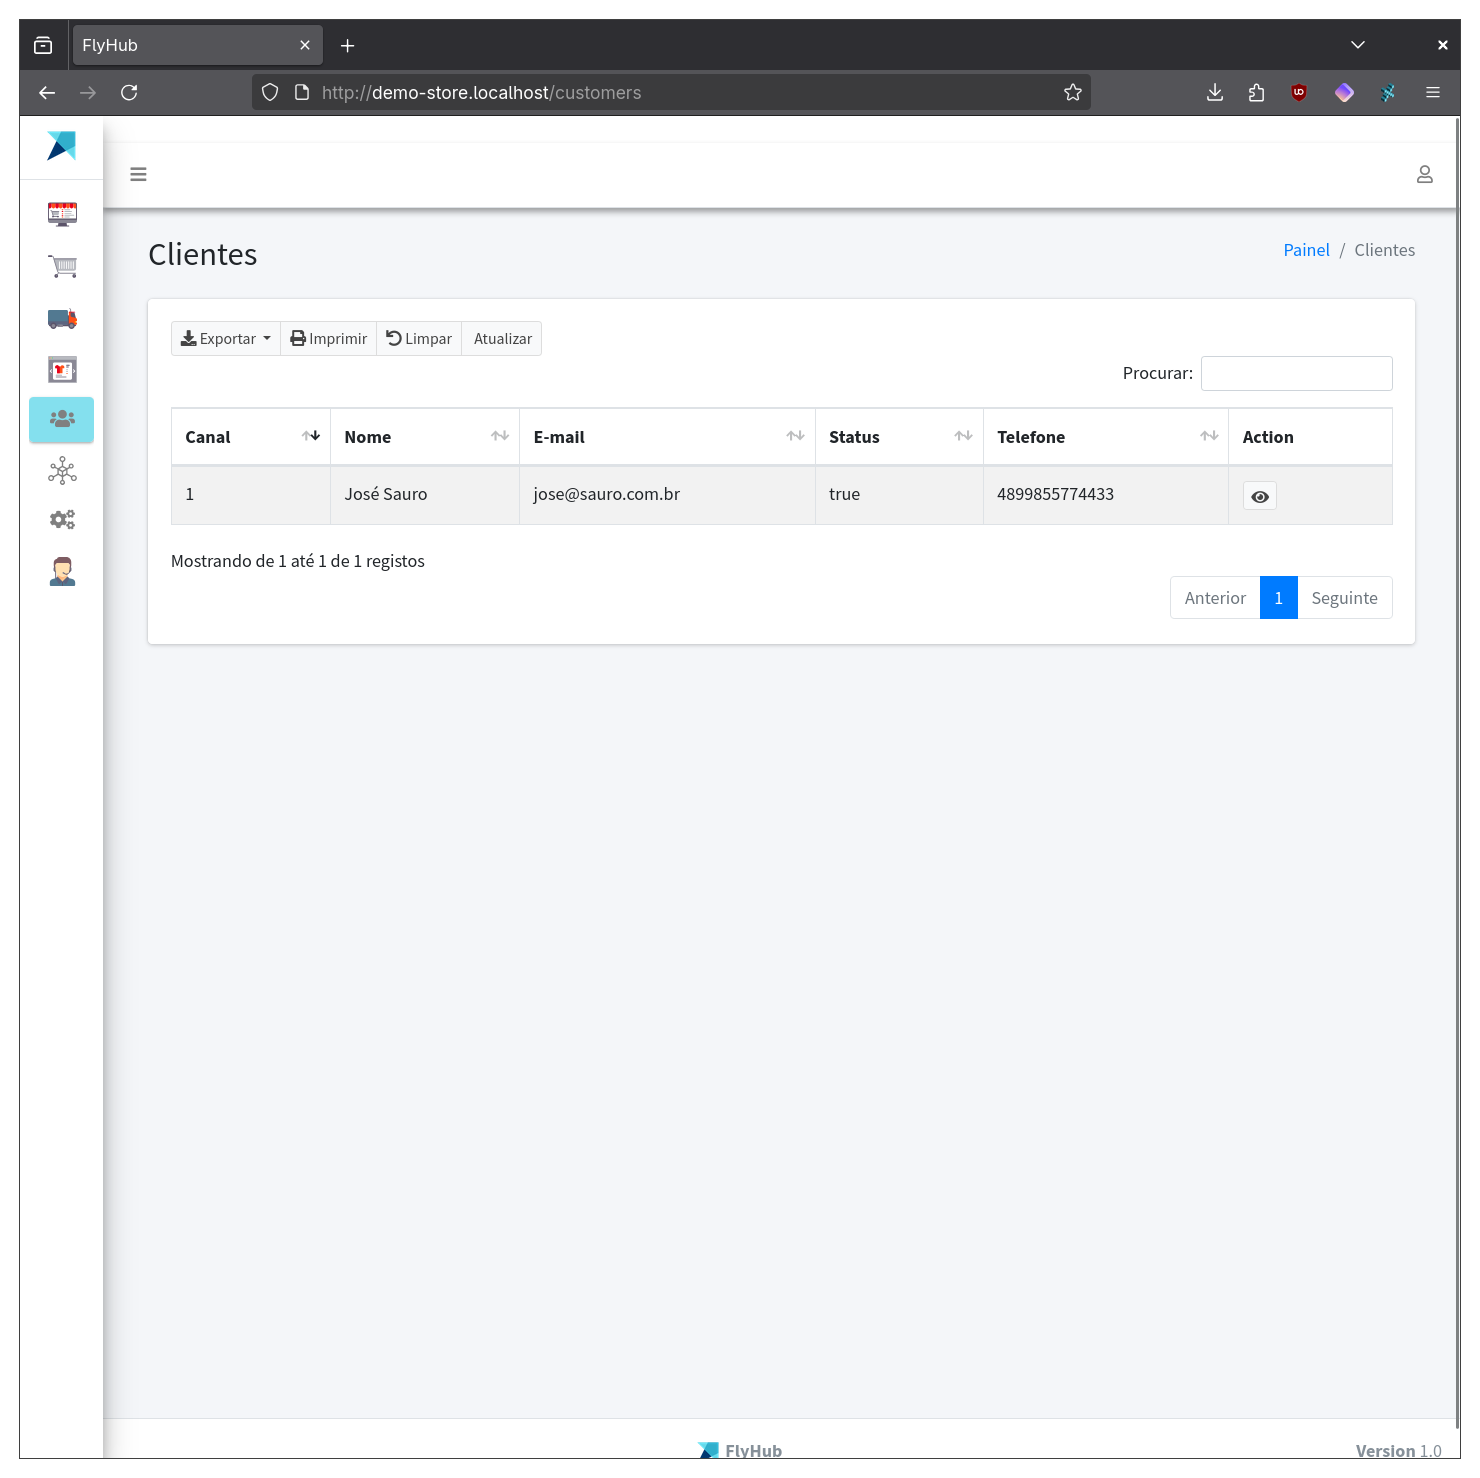 FlyHub
http://demo-store.localhost/customers
Clientes
Painel / Clientes
Exportar Imprimir Limpar Atualizar
Procurar:
Canal Nome E-mail Status Telefone Action
1 José Sauro jose@sauro.com.br true 4899855774433
Mostrando de 1 até 1 de 1 registos
Anterior 1 Seguinte
FlyHub
Version 1.0